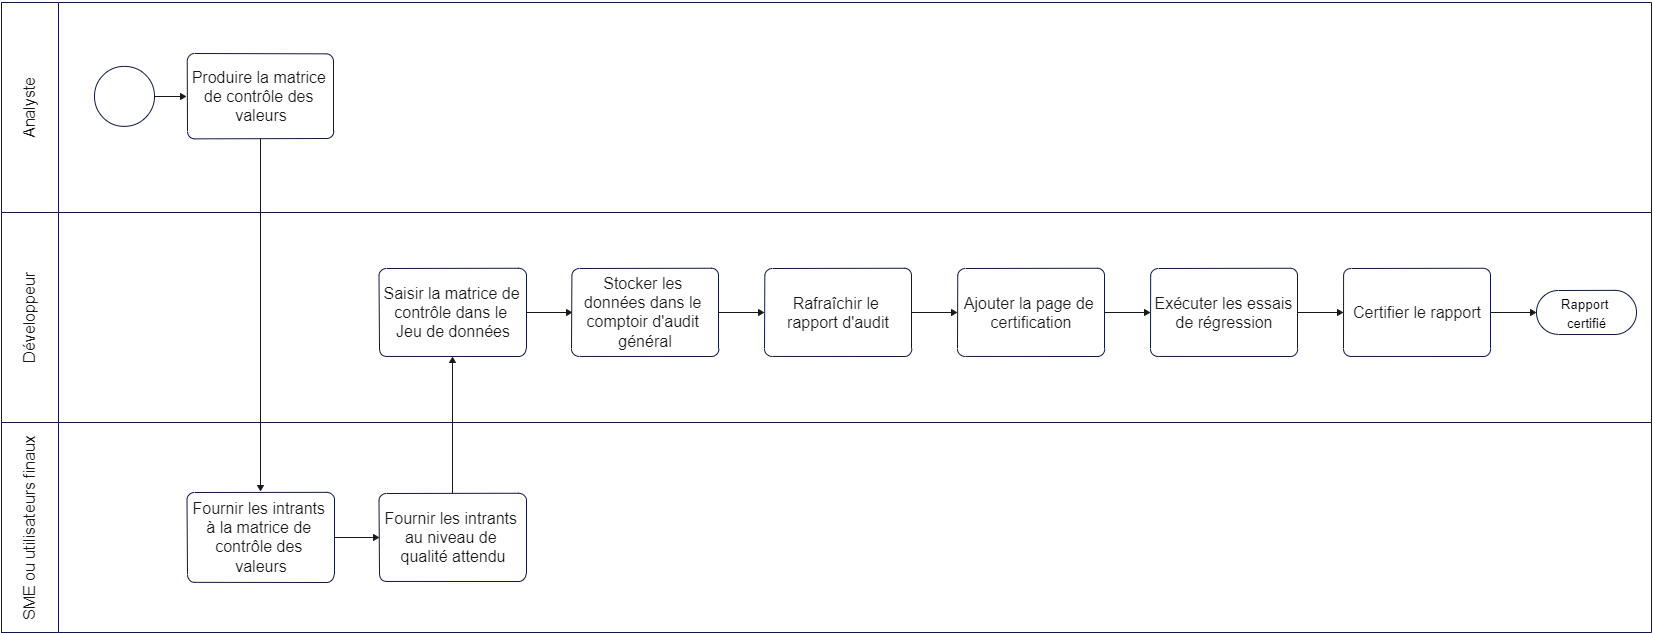 Analyste
Produire la matrice
de contrôle des
valeurs
Développeur
Saisir la matrice de
contrôle dans le
Jeu de données
Stocker les
données dans le
comptoir d'audit
général
Rafraîchir le
rapport d'audit
Ajouter la page de
certification
Exécuter les essais
de régression
Certifier le rapport
Rapport
certifié
SME ou utilisateurs finaux
Fournir les intrants
à la matrice de
contrôle des
valeurs
Fournir les intrants
au niveau de
qualité attendu